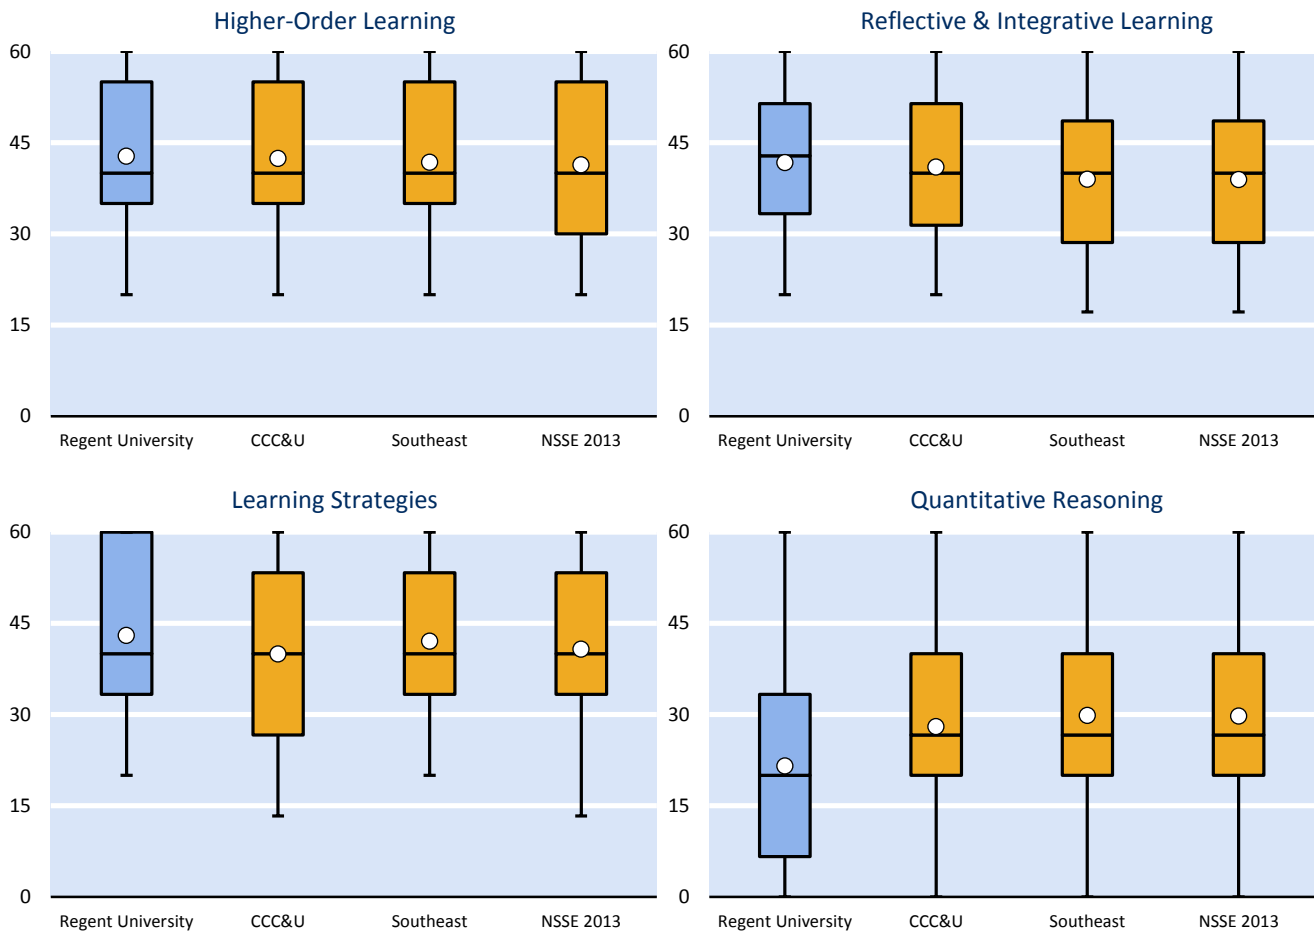 Higher-Order Learning
60
45
30
15
0
Regent University CCC&U Southeast NSSE 2013
Reflective & Integrative Learning
60
45
30
15
0
Regent University CCC&U Southeast NSSE 2013
Learning Strategies
60
45
30
15
0
Regent University CCC&U Southeast NSSE 2013
Quantitative Reasoning
60
45
30
15
0
Regent University CCC&U Southeast NSSE 2013